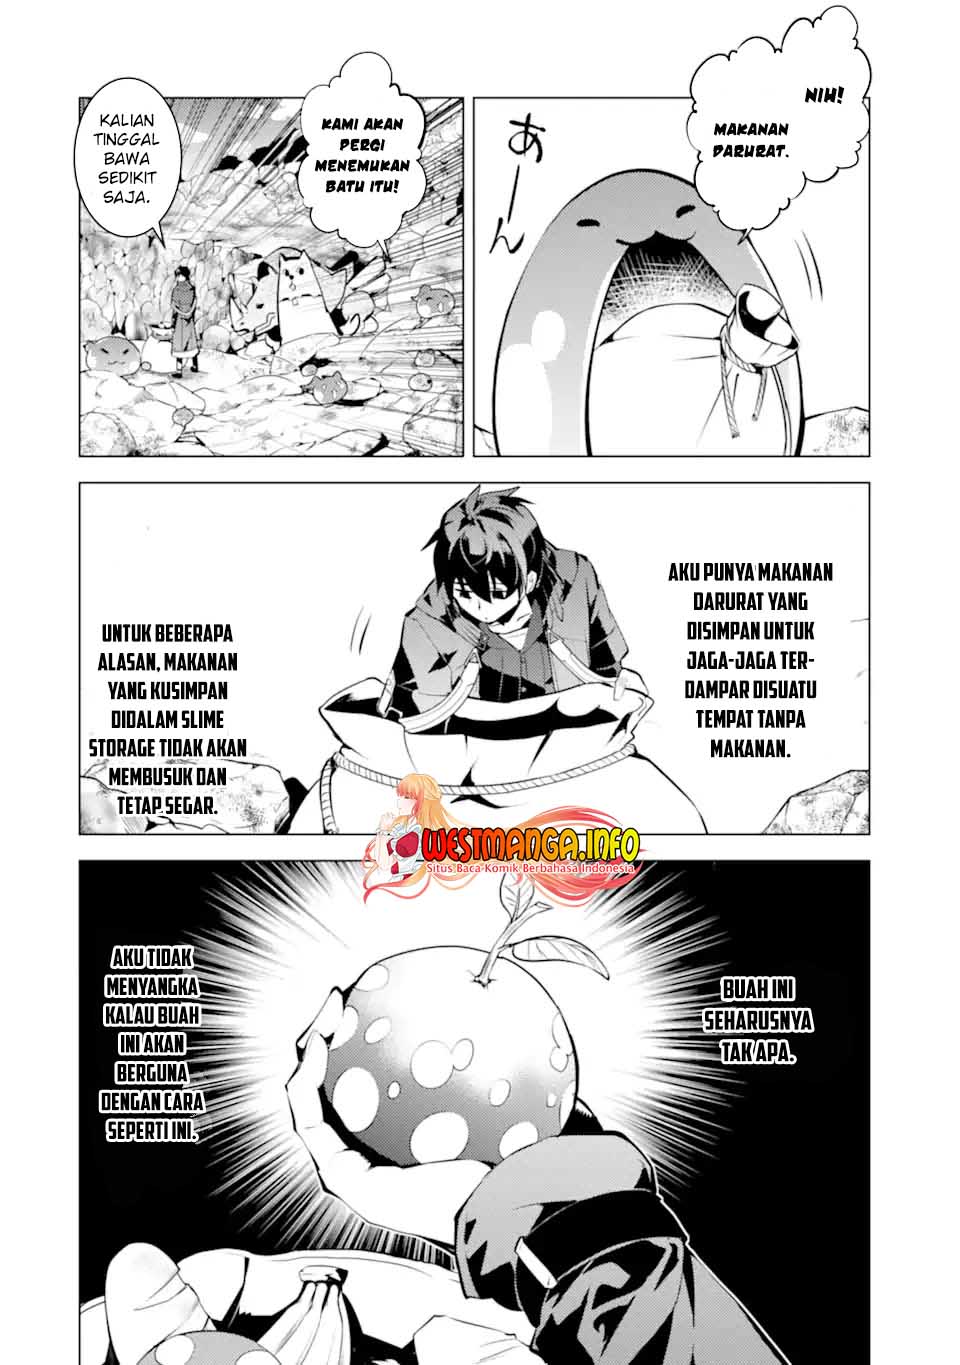 NIH!
MAKANAN
DARURAT.
あーん
KAMI AKAN
PERGI
MENEMUKAN
BATU ITU!
KALIAN
TINGGAL
BAWA
SEDIKIT
SAJA.
AKU PUNYA MAKANAN
DARURAT YANG
DISIMPAN UNTUK
JAGA-JAGA TER-
DAMPAR DISUATU
TEMPAT TANPA
MAKANAN.
UNTUK BEBERAPA
ALASAN, MAKANAN
YANG KUSIMPAN
DIDALAM SLIME
STORAGE TIDAK AKAN
MEMBUSUK DAN
TETAP SEGAR.
WESTMANGA.INFO
Situs Baca Komik Berbahasa Indonesia
BUAH INI
SEHARUSNYA
TAK APA.
AKU TIDAK
MENYANGKA
KALAU BUAH
INI AKAN
BERGUNA
DENGAN CARA
SEPERTI INI.